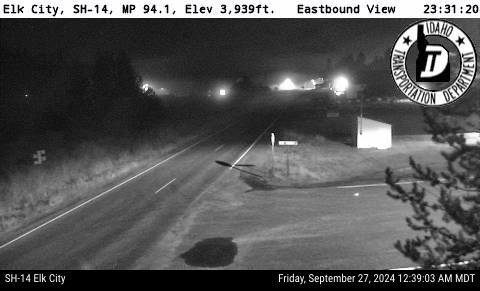 Elk City, SH-14, MP 94.1, Elev 3,939ft. Eastbound View 23:31:20
IDAHO
TRANSPORTATION DEPARTMENT
SH-14 Elk City Friday, September 27, 2024 12:39:03 AM MDT